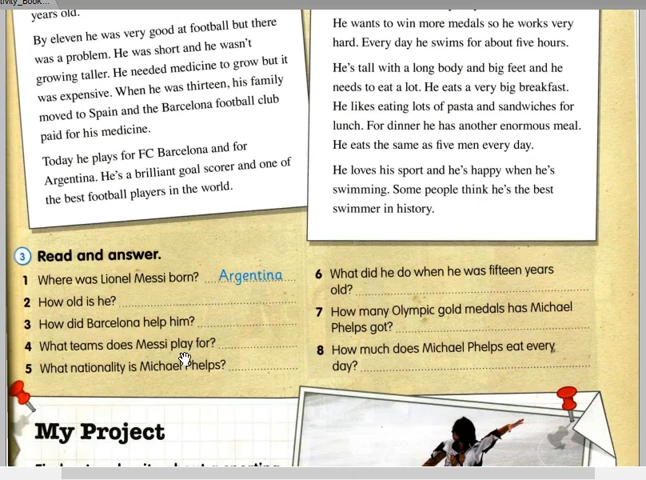 tivity_Book...
years old.
By eleven he was very good at football but there
was a problem. He was short and he wasn't
growing taller. He needed medicine to grow but it
was expensive. When he was thirteen, his family
moved to Spain and the Barcelona football club
paid for his medicine.
Today he plays for FC Barcelona and for
Argentina. He's a brilliant goal scorer and one of
the best football players in the world.
He wants to win more medals so he works very
hard. Every day he swims for about five hours.
He's tall with a long body and big feet and he
needs to eat a lot. He eats a very big breakfast.
He likes eating lots of pasta and sandwiches for
lunch. For dinner he has another enormous meal.
He eats the same as five men every day.
He loves his sport and he's happy when he's
swimming. Some people think he's the best
swimmer in history.
3 Read and answer.
1 Where was Lionel Messi born? Argentina
2 How old is he?
3 How did Barcelona help him?
4 What teams does Messi play for?
5 What nationality is Michael Phelps?
6 What did he do when he was fifteen years
old?
7 How many Olympic gold medals has Michael
Phelps got?
8 How much does Michael Phelps eat every
day?
My Project